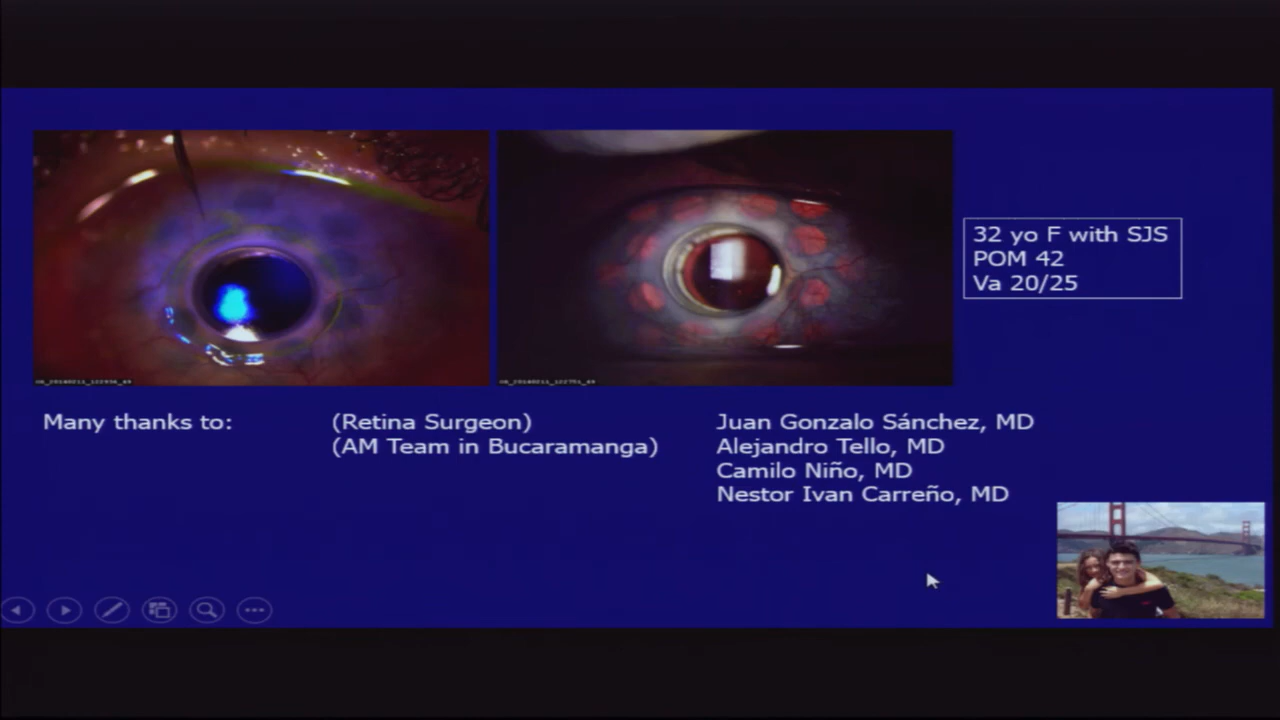 32 yo F with SJS
POM 42
Va 20/25
Many thanks to:
(Retina Surgeon)
(AM Team in Bucaramanga)
Juan Gonzalo Sánchez, MD
Alejandro Tello, MD
Camilo Niño, MD
Nestor Ivan Carreño, MD